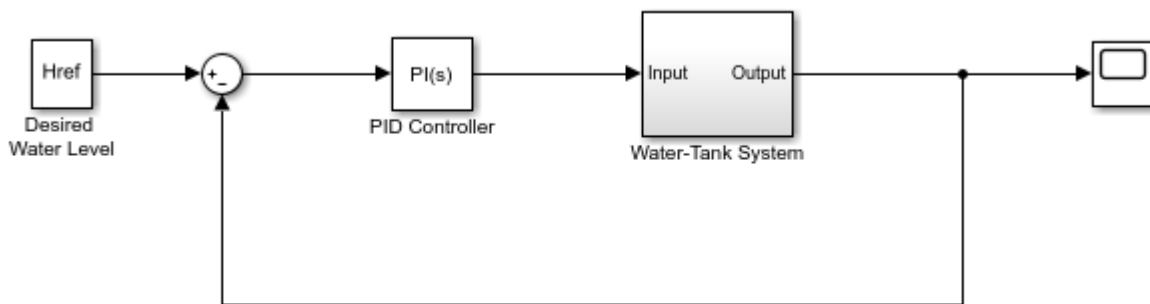 Href
+
−
PI(s)
Input
Output
Desired
Water Level
PID Controller
Water-Tank System